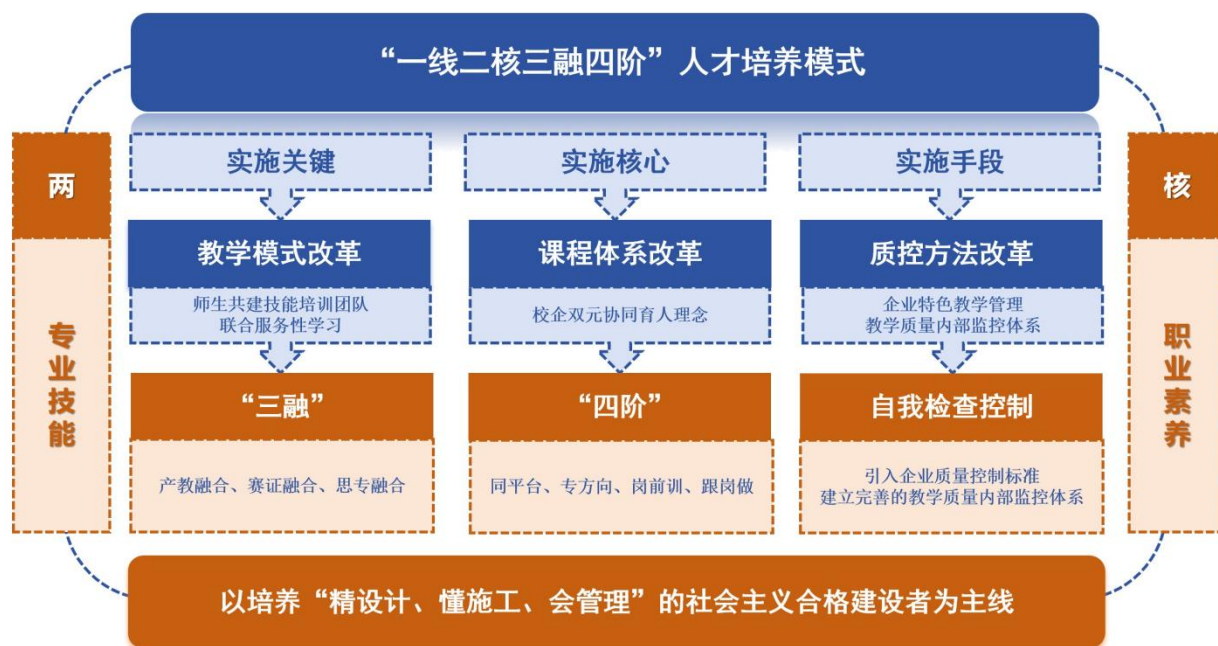 “一线二核三融四阶”人才培养模式
两
专业技能
实施关键
教学模式改革
师生共建技能培训团队
联合服务性学习
“三融”
产教融合、赛证融合、思专融合
实施核心
课程体系改革
校企双元协同育人理念
“四阶”
同平台、专方向、岗前训、跟岗做
实施手段
质控方法改革
企业特色教学管理
教学质量内部监控体系
自我检查控制
引入企业质量控制标准
建立完善的教学质量内部监控体系
核
职业素养
以培养“精设计、懂施工、会管理”的社会主义合格建设者为主线